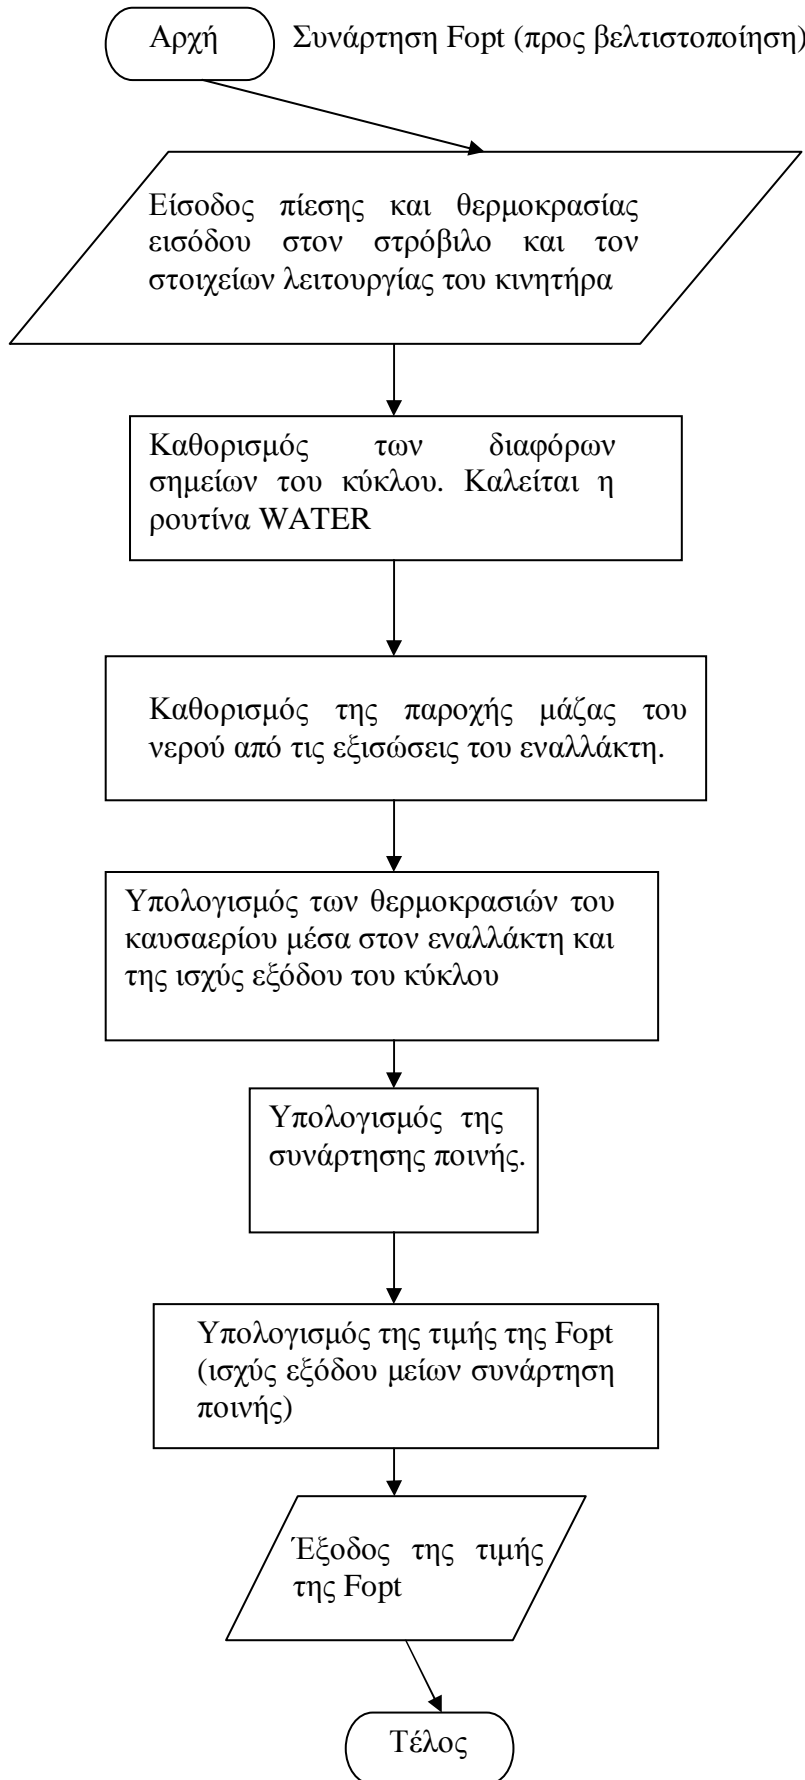 Αρχή Συνάρτηση Fopt (προς βελτιστοποίηση)
Είσοδος πίεσης και θερμοκρασίας
εισόδου στον στρόβιλο και τον
στοιχείων λειτουργίας του κινητήρα
Καθορισμός των διαφόρων
σημείων του κύκλου. Καλείται η
ρουτίνα WATER
Καθορισμός της παροχής μάζας του
νερού από τις εξισώσεις του εναλλάκτη.
Υπολογισμός των θερμοκρασιών του
καυσαερίου μέσα στον εναλλάκτη και
της ισχύς εξόδου του κύκλου
Υπολογισμός της
συνάρτησης ποινής.
Υπολογισμός της τιμής της Fopt
(ισχύς εξόδου μείων συνάρτηση
ποινής)
Έξοδος της τιμής
της Fopt
Τέλος